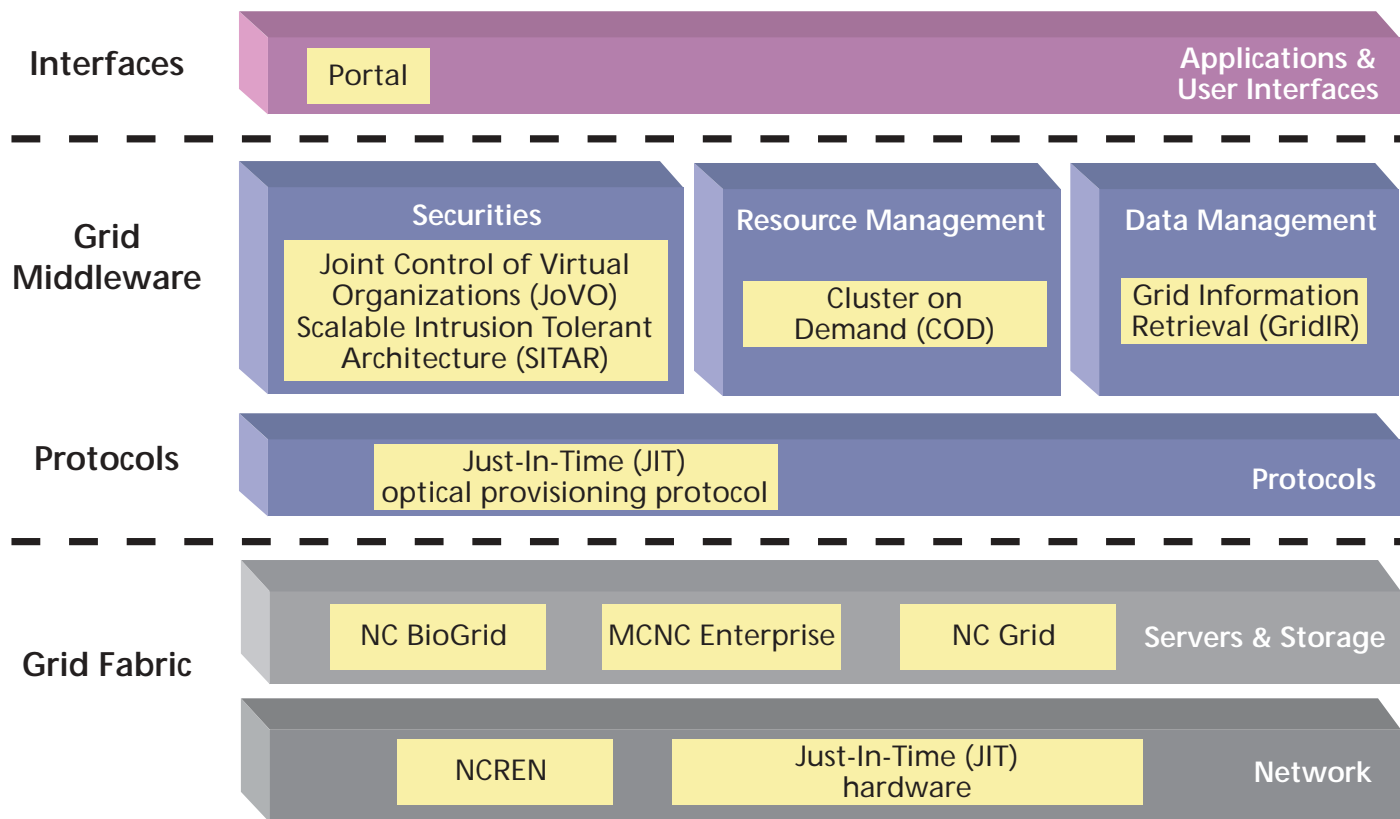 Interfaces
Portal
Applications &
User Interfaces
Grid
Middleware
Securities
Joint Control of Virtual
Organizations (JoVO)
Scalable Intrusion Tolerant
Architecture (SITAR)
Resource Management
Cluster on
Demand (COD)
Data Management
Grid Information
Retrieval (GridIR)
Protocols
Just-In-Time (JIT)
optical provisioning protocol
Protocols
Grid Fabric
NC BioGrid
MCNC Enterprise
NC Grid
Servers & Storage
NCREN
Just-In-Time (JIT)
hardware
Network